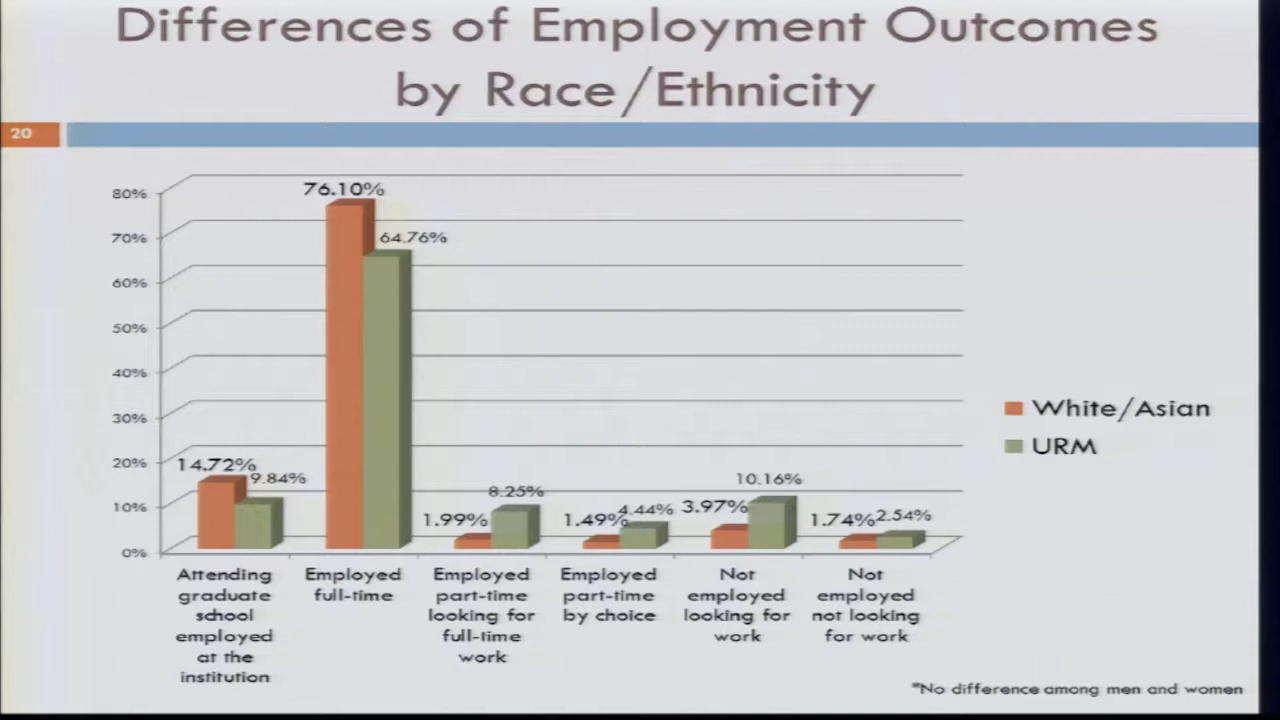 Differences of Employment Outcomes
by Race/Ethnicity
20
80%
70%
60%
50%
40%
30%
20%
10%
0%
76.10%
64.76%
14.72%
9.84%
1.99%
8.25%
1.49%
4.44%
3.97%
10.16%
1.74%
2.54%
Attending
graduate
school
employed
at the
institution
Employed
full-time
Employed
part-time
looking for
full-time
work
Employed
part-time
by choice
Not
employed
looking for
work
Not
employed
not looking
for work
White/Asian
URM
*No difference among men and women